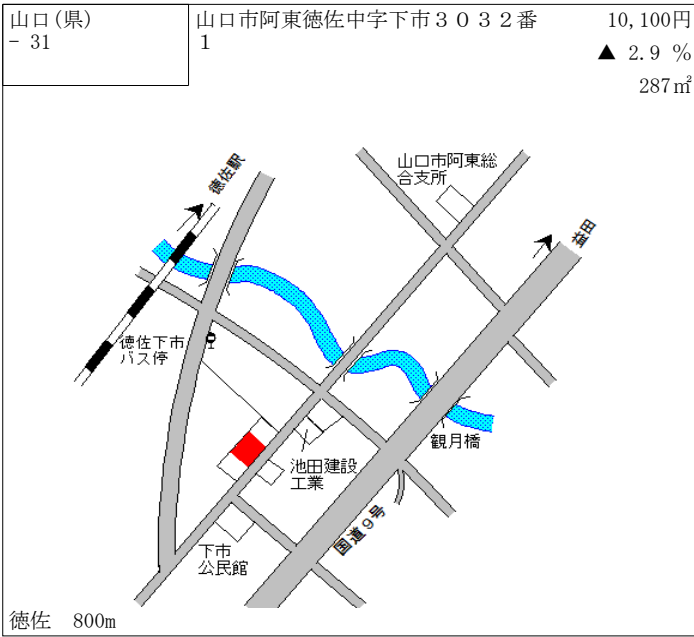 山口(県)
- 31
山口市阿東徳佐中字下市３０３２番
1
10,100円
▲ 2.9 %
287㎡
徳佐駅
山口市阿東総
合支所
益田
徳佐下市
バス停
観月橋
池田建設
工業
国道９号
下市
公民館
徳佐 800m